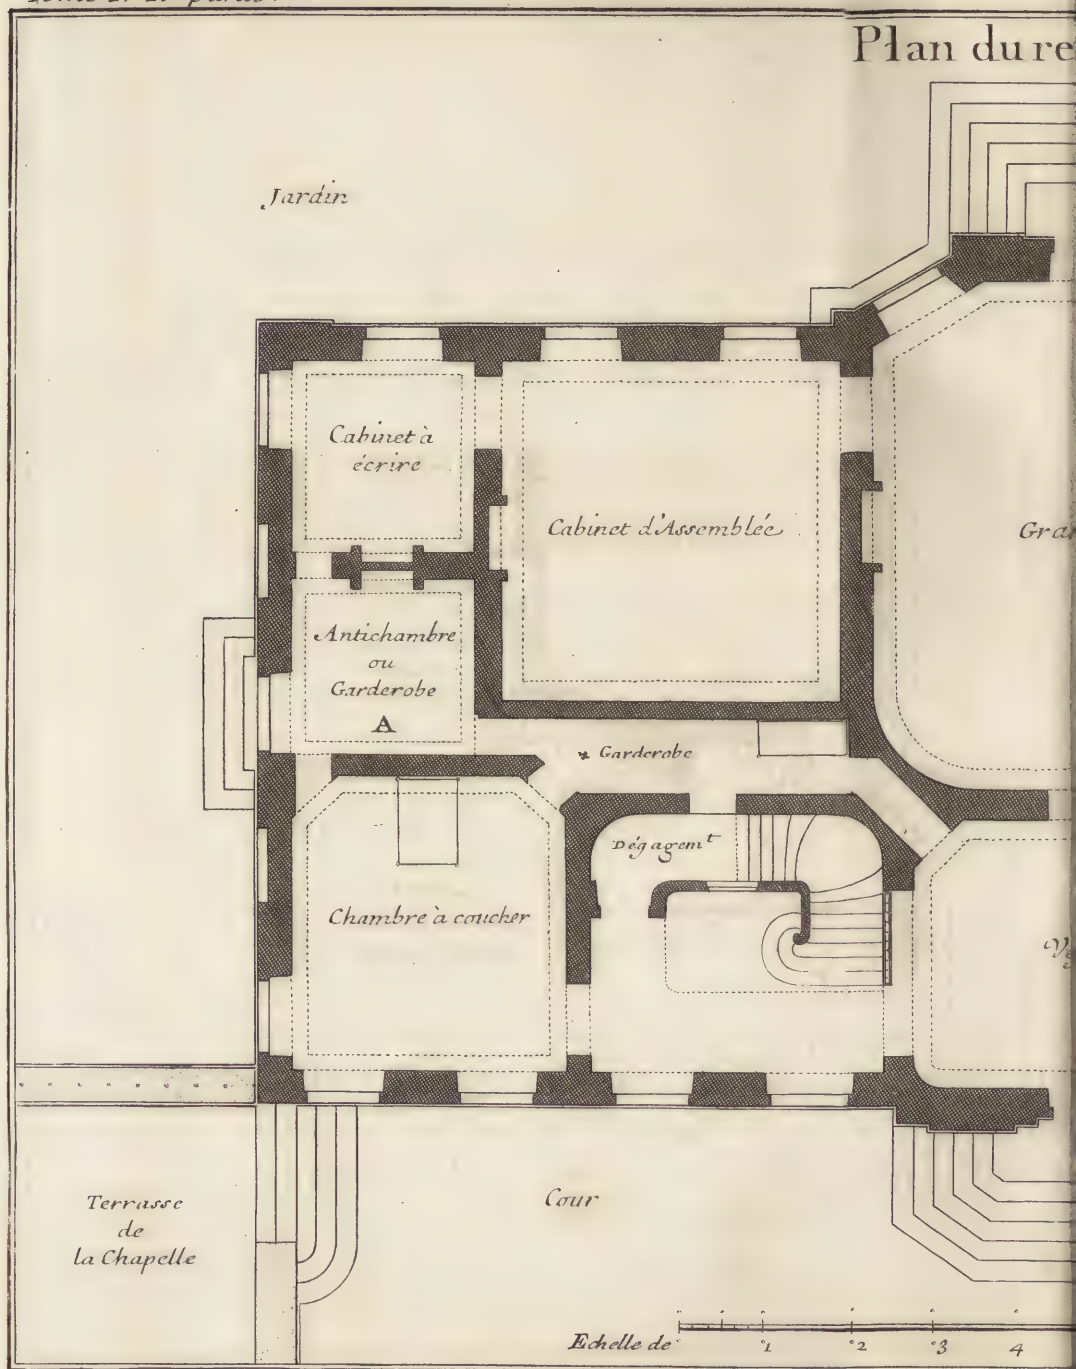 Plan du re
Jardin
Cabinet à
écrire
Cabinet d'Assemblée
Gra
Antichambre
ou
Garderobe
A
Garderobe
Dégagem.t
Chambre à coucher
Ve
Terrasse
de
la Chapelle
Cour
Echelle de 1 2 3 4